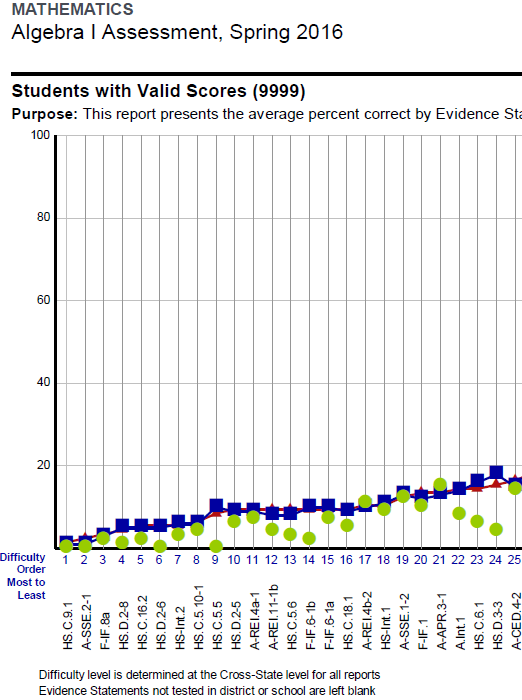 MATHEMATICS
Algebra I Assessment, Spring 2016
Students with Valid Scores (9999)
Purpose: This report presents the average percent correct by Evidence Sta
100
80
60
40
20
Difficulty
Order
Most to
Least
1 2 3 4 5 6 7 8 9 10 11 12 13 14 15 16 17 18 19 20 21 22 23 24 25
HS.C.9.1
A-SSE.2-1
F-IF.8a
HS.D.2-8
HS.C.16.2
HS.D.2-6
HS-Int.2
HS.C.5.10-1
HS.C.5.5
HS.D.2-5
A-REI.4a-1
A-REI.11-1b
HS.C.5.6
F-IF.6-1b
F-IF.6-1a
HS.C.18.1
A-REI.4b-2
HS-Int.1
A-SSE.1-2
F-IF.1
A-APR.3-1
A.Int.1
HS.C.6.1
HS.D.3-3
A-CED.4-2
Difficulty level is determined at the Cross-State level for all reports
Evidence Statements not tested in district or school are left blank